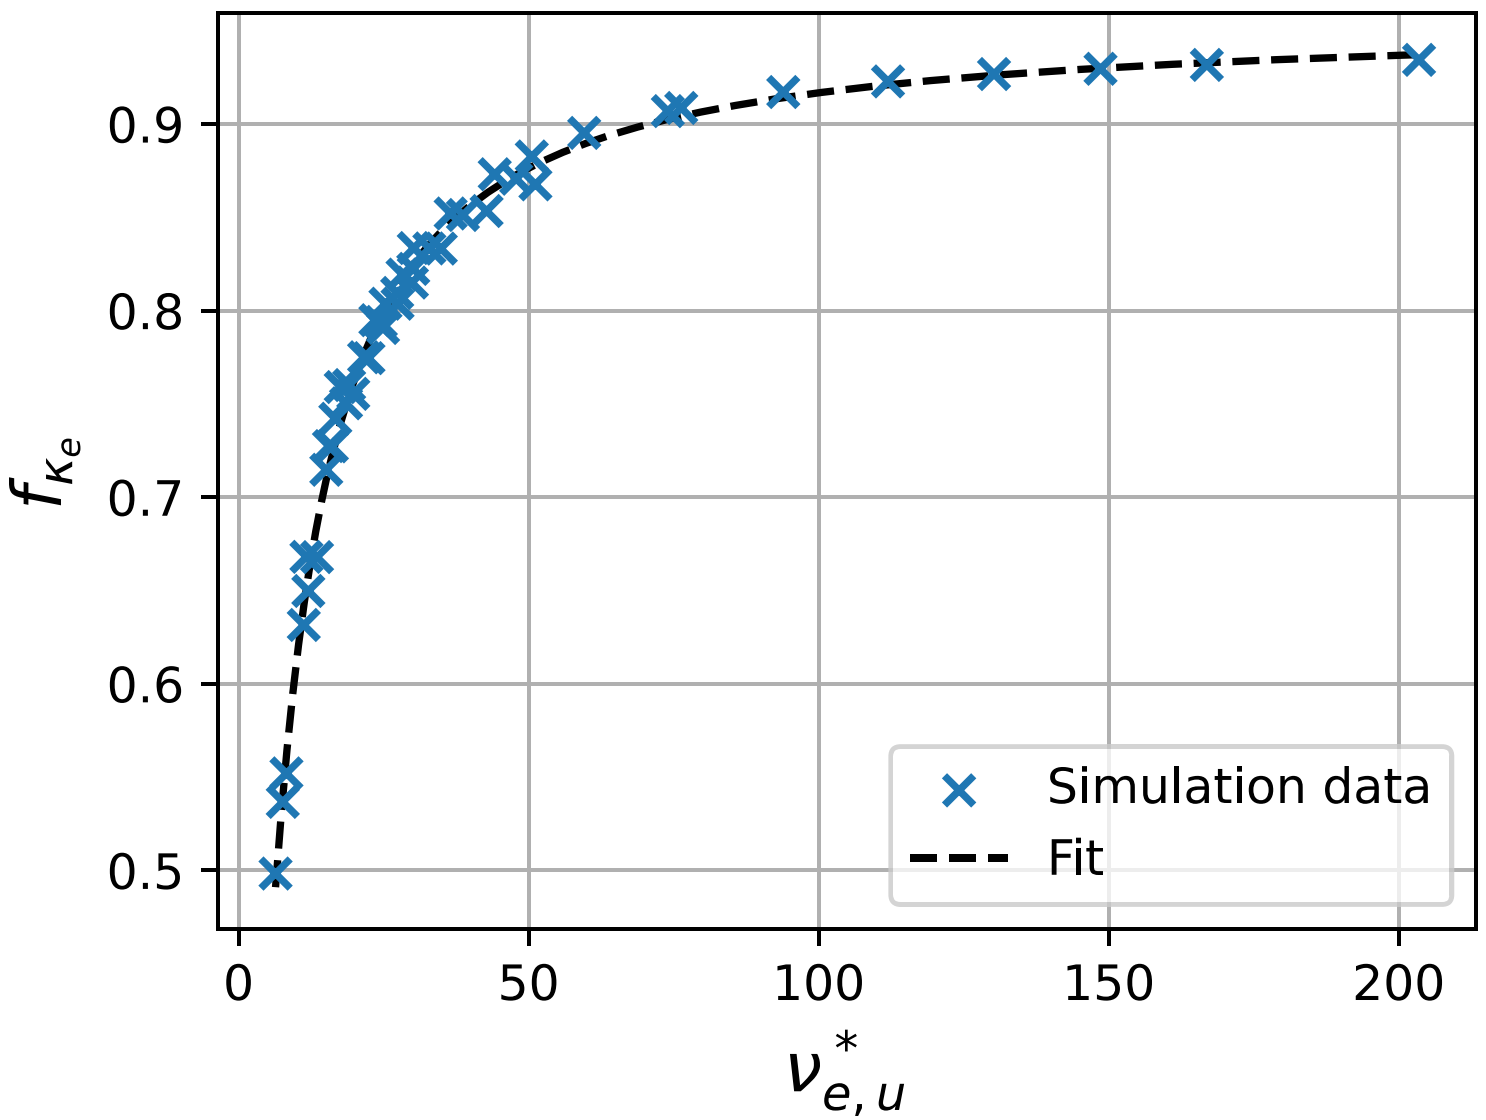 0.9
0.8
0.7
0.6
0.5
f_{κ_e}
Simulation data
Fit
0 50 100 150 200
ν*_{e,u}